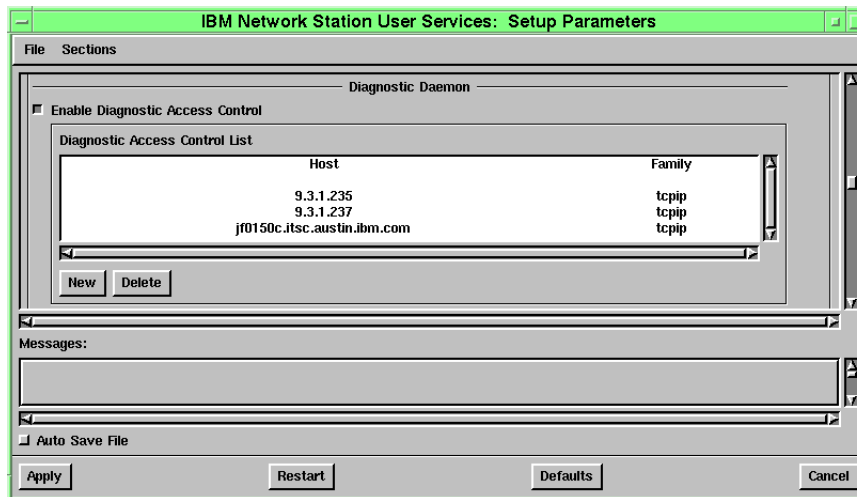 IBM Network Station User Services: Setup Parameters
File Sections
Diagnostic Daemon
Enable Diagnostic Access Control
Diagnostic Access Control List
Host Family
9.3.1.235 tcpip
9.3.1.237 tcpip
jf0150c.itsc.austin.ibm.com tcpip
New Delete
Messages:
Auto Save File
Apply Restart Defaults Cancel